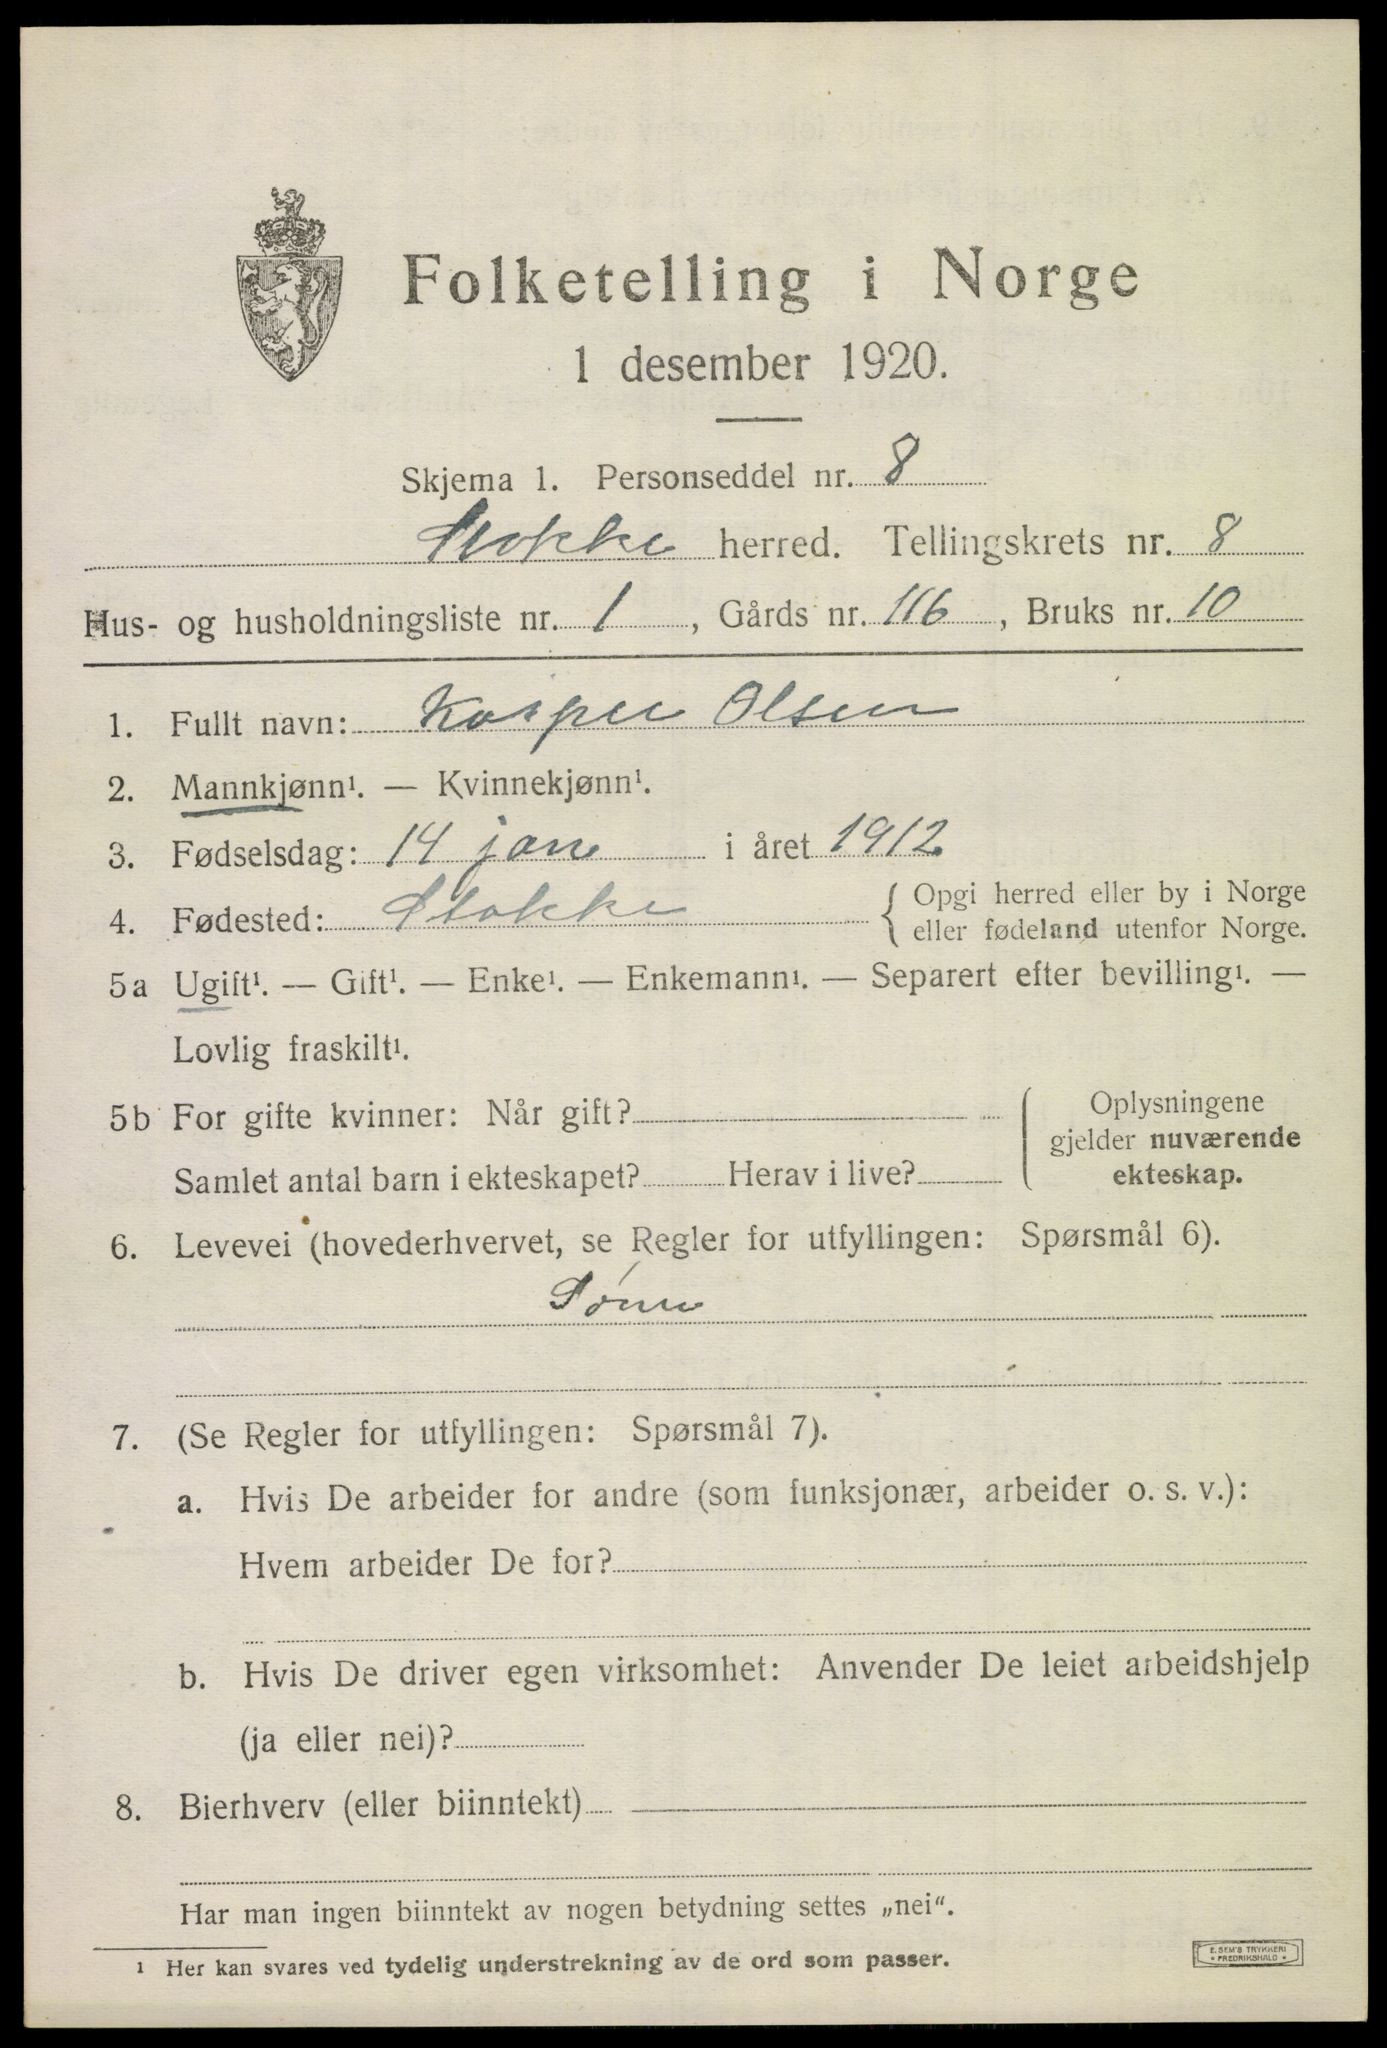 Folketelling i Norge
1 desember 1920.
Skjema 1. Personseddel nr. 8
Stokke herred. Tellingskrets nr. 8
Hus- og husholdningsliste nr. 1, Gårds nr. 116, Bruks nr. 10
1. Fullt navn: Kasper Olsen
2. Mannkjønn¹. — Kvinnekjønn¹.
3. Fødselsdag: 14 jan i året 1912
4. Fødested: Stokke { Opgi herred eller by i Norge
eller fødeland utenfor Norge.
5a Ugift¹. — Gift¹. — Enke¹. — Enkemann¹. — Separert efter bevilling¹. —
Lovlig fraskilt¹.
5b For gifte kvinner: Når gift?
Samlet antal barn i ekteskapet? Herav i live?
{ Oplysningene
gjelder nuværende
ekteskap.
6. Levevei (hovederhvervet, se Regler for utfyllingen: Spørsmål 6).
Sønn
7. (Se Regler for utfyllingen: Spørsmål 7).
a. Hvis De arbeider for andre (som funksjonær, arbeider o. s. v.):
Hvem arbeider De for?
b. Hvis De driver egen virksomhet: Anvender De leiet arbeidshjelp
(ja eller nei)?
8. Bierhverv (eller biinntekt)
Har man ingen biinntekt av nogen betydning settes „nei“.
¹ Her kan svares ved tydelig understrekning av de ord som passer.
E. SEM'S TRYKKERI
• FREDRIKSHALD •